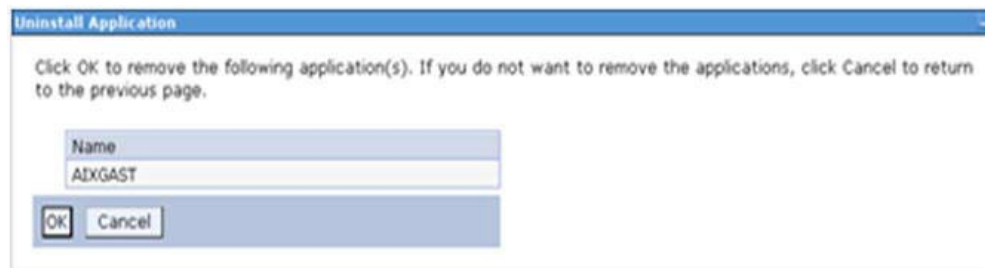 Uninstall Application
Click OK to remove the following application(s). If you do not want to remove the applications, click Cancel to return
to the previous page.
Name
AIXGAST
OK Cancel